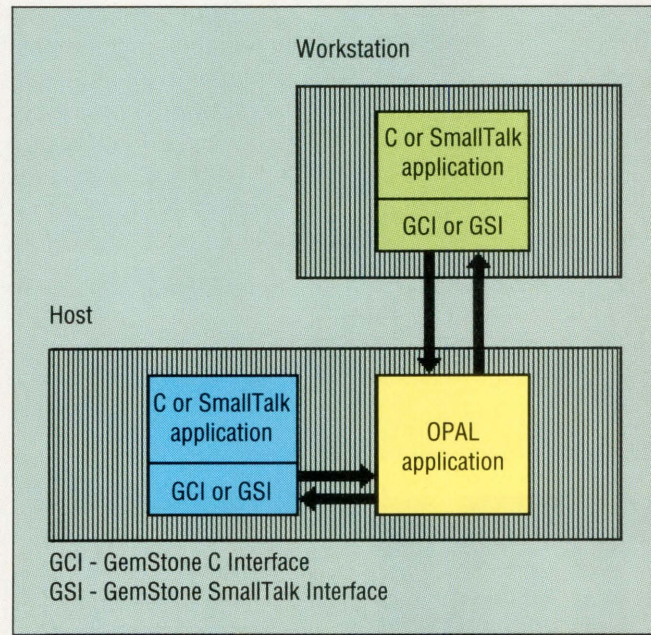 Workstation
C or SmallTalk
application
GCI or GSI
Host
C or SmallTalk
application
GCI or GSI
OPAL
application
GCI - GemStone C Interface
GSI - GemStone SmallTalk Interface